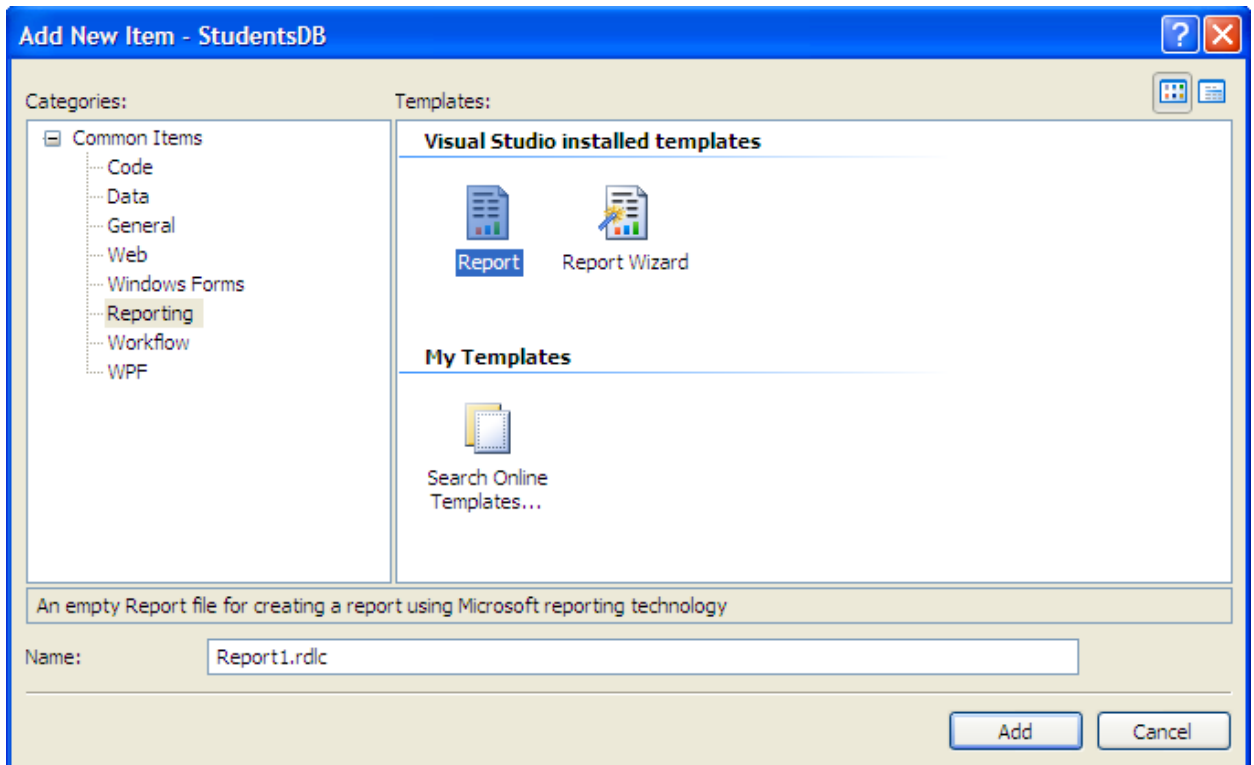 Add New Item - StudentsDB
Categories:
Templates:
Common Items
Code
Data
General
Web
Windows Forms
Reporting
Workflow
WPF
Visual Studio installed templates
Report
Report Wizard
My Templates
Search Online
Templates...
An empty Report file for creating a report using Microsoft reporting technology
Name:
Report1.rdlc
Add
Cancel